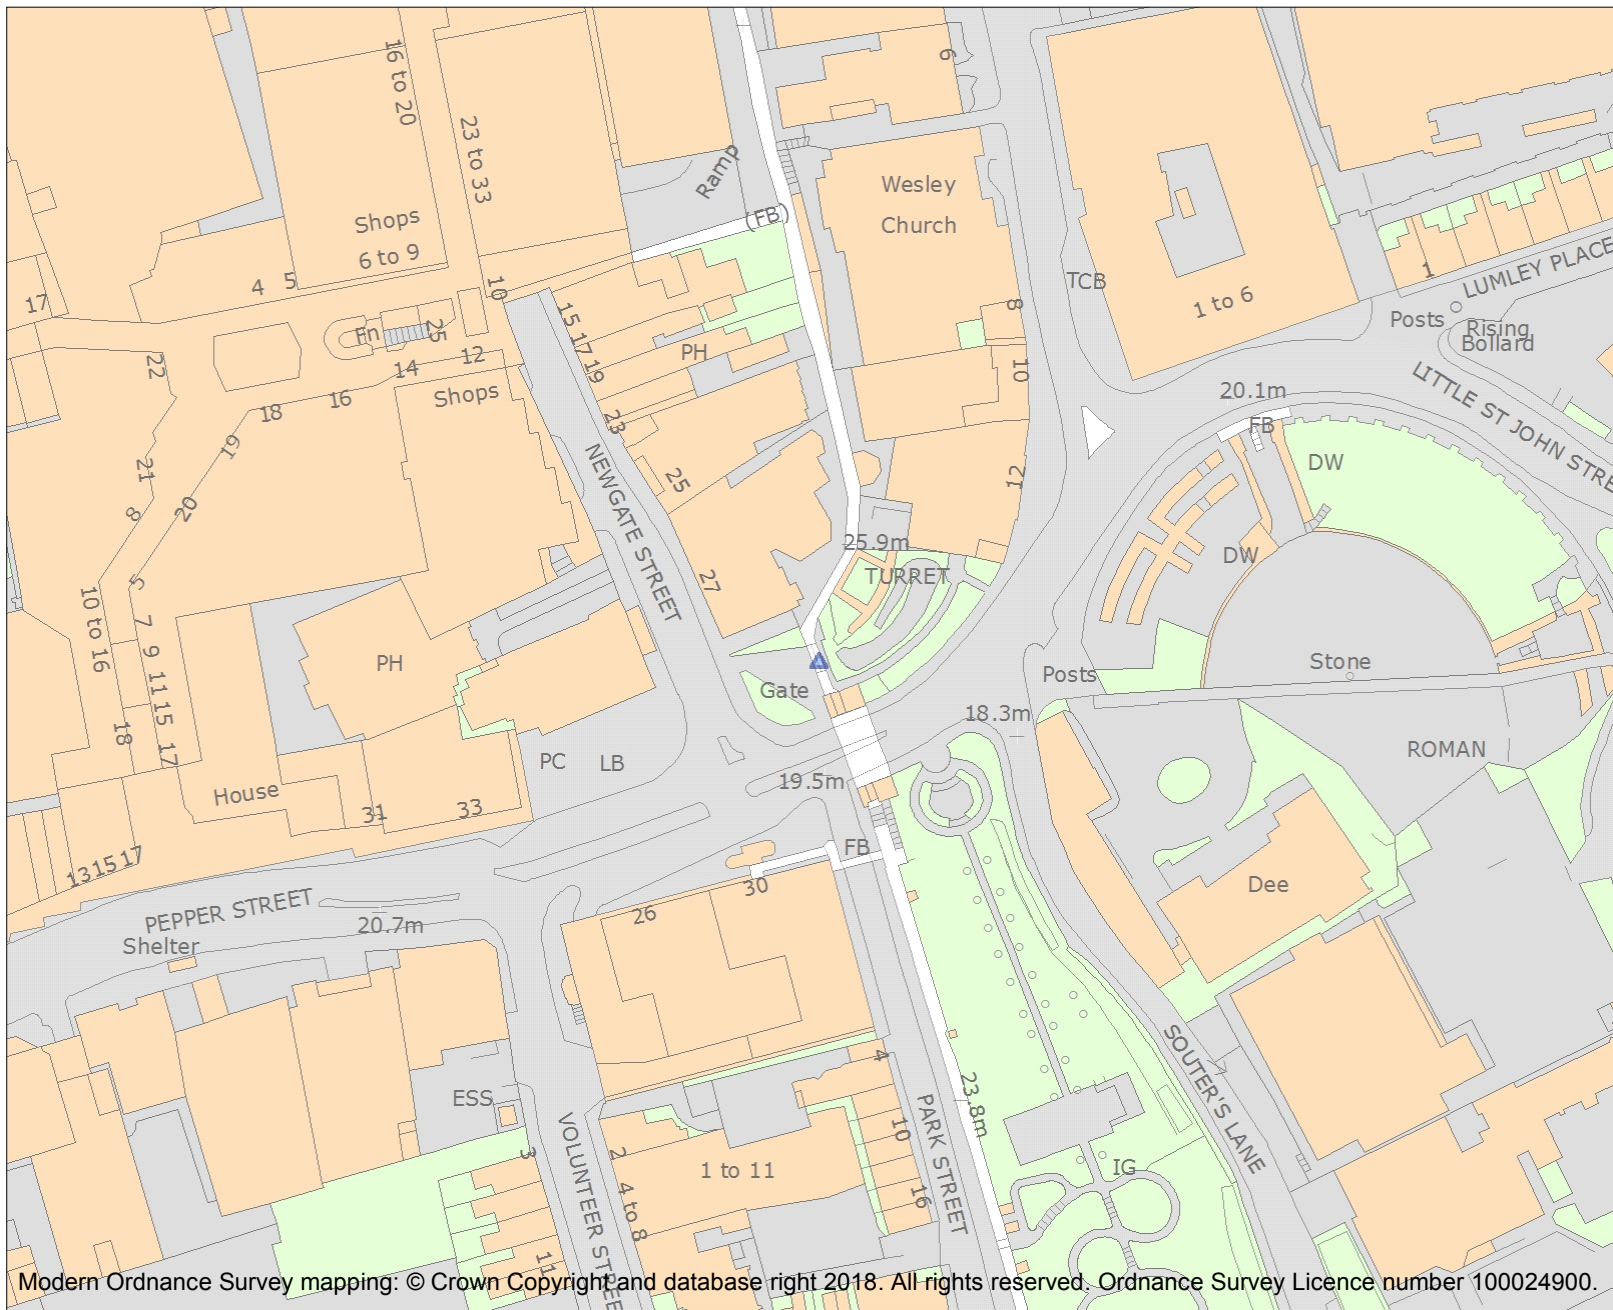 16 to 20
6
23 to 33
Ramp
Wesley
Church
Shops
(FB)
6 to 9
TCB
1
LUMLEY PLACE
17
4
5
10
15
17
19
8
1 to 6
Posts
Rising
Bollard
Fn
25
22
14
12
PH
10
Shops
20.1m
LITTLE ST JOHN STRE
18
16
23
FB
19
DW
21
25
12
NEWGATE STREET
20
8
25.9m
DW
TURRET
5
27
10 to 16
7
9
11
15
17
18
PH
Posts
Stone
Gate
18.3m
ROMAN
PC
LB
19.5m
House
31
33
13
15
17
FB
30
Dee
26
PEPPER STREET
20.7m
Shelter
SOUTER'S LANE
4
ESS
23.8m
VOLUNTEER STREE
PARK STREET
3
2
10
1 to 11
IG
4 to 8
16
11
Modern Ordnance Survey mapping: © Crown Copyright and database right 2018. All rights reserved. Ordnance Survey Licence number 100024900.